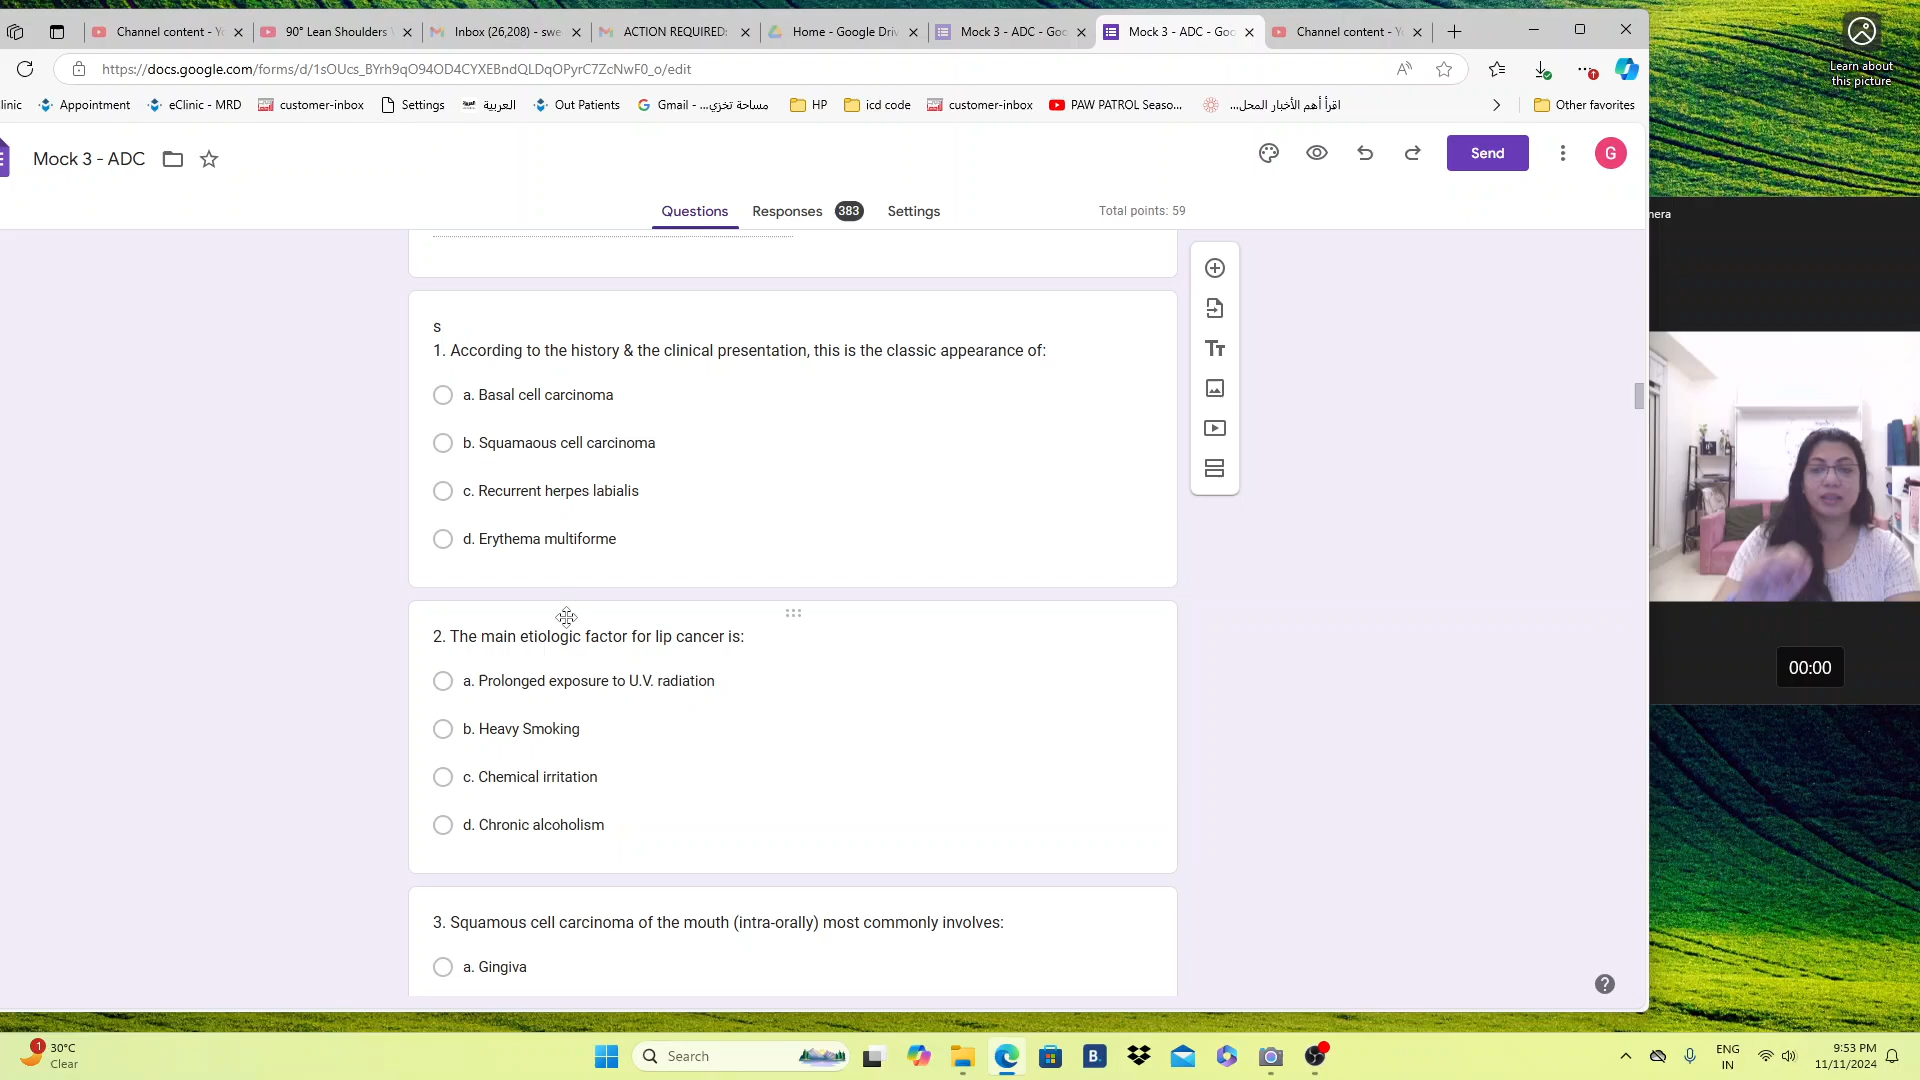 Channel content - Y
90° Lean Shoulders
Inbox (26,208) - swe
ACTION REQUIRED:
Home - Google Driv
Mock 3 - ADC - Goo
Mock 3 - ADC - Goo
Channel content - Y
https://docs.google.com/forms/d/1sOUcs_BYrh9qO94OD4CYXEBndQLDqOPyrC7ZcNwF0_o/edit
linic
Appointment
eClinic - MRD
customer-inbox
Settings
العربية
Out Patients
Gmail - مساحة تخزي...
HP
icd code
customer-inbox
PAW PATROL Seaso...
اقرأ أهم الأخبار المحل...
Other favorites
Learn about
this picture
Mock 3 - ADC
Send
G
Questions
Responses 383
Settings
Total points: 59
nera
s
1. According to the history & the clinical presentation, this is the classic appearance of:
a. Basal cell carcinoma
b. Squamaous cell carcinoma
c. Recurrent herpes labialis
d. Erythema multiforme
2. The main etiologic factor for lip cancer is:
a. Prolonged exposure to U.V. radiation
b. Heavy Smoking
c. Chemical irritation
d. Chronic alcoholism
00:00
3. Squamous cell carcinoma of the mouth (intra-orally) most commonly involves:
a. Gingiva
1
30°C
Clear
Search
B.
ENG
IN
9:53 PM
11/11/2024